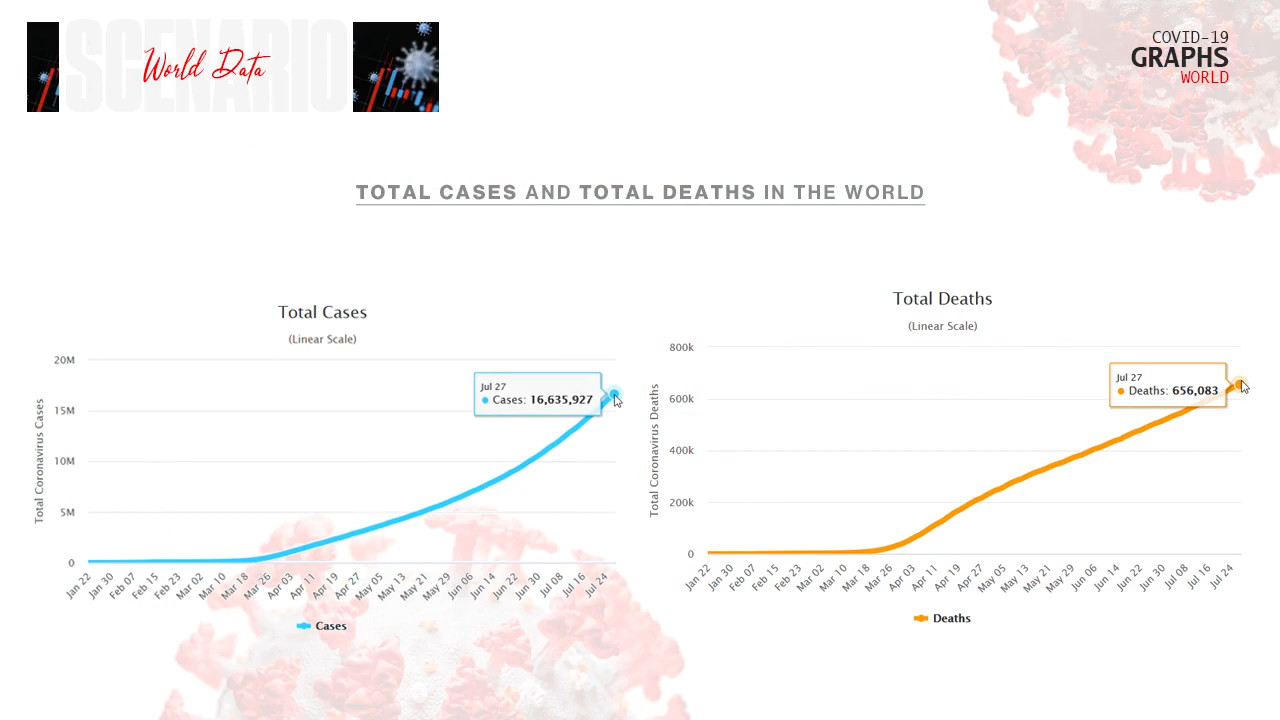 SCENARIO
World Data
COVID-19
GRAPHS
WORLD
TOTAL CASES AND TOTAL DEATHS IN THE WORLD
Total Cases
(Linear Scale)
Total Coronavirus Cases
20M
15M
10M
5M
0
Jul 27
Cases: 16,635,927
Jan 22 Jan 30 Feb 07 Feb 15 Feb 23 Mar 02 Mar 10 Mar 18 Mar 26 Apr 03 Apr 11 Apr 19 Apr 27 May 05 May 13 May 21 May 29 Jun 06 Jun 14 Jun 22 Jun 30 Jul 08 Jul 16 Jul 24
Cases
Total Deaths
(Linear Scale)
Total Coronavirus Deaths
800k
600k
400k
200k
0
Jul 27
Deaths: 656,083
Jan 22 Jan 30 Feb 07 Feb 15 Feb 23 Mar 02 Mar 10 Mar 18 Mar 26 Apr 03 Apr 11 Apr 19 Apr 27 May 05 May 13 May 21 May 29 Jun 06 Jun 14 Jun 22 Jun 30 Jul 08 Jul 16 Jul 24
Deaths